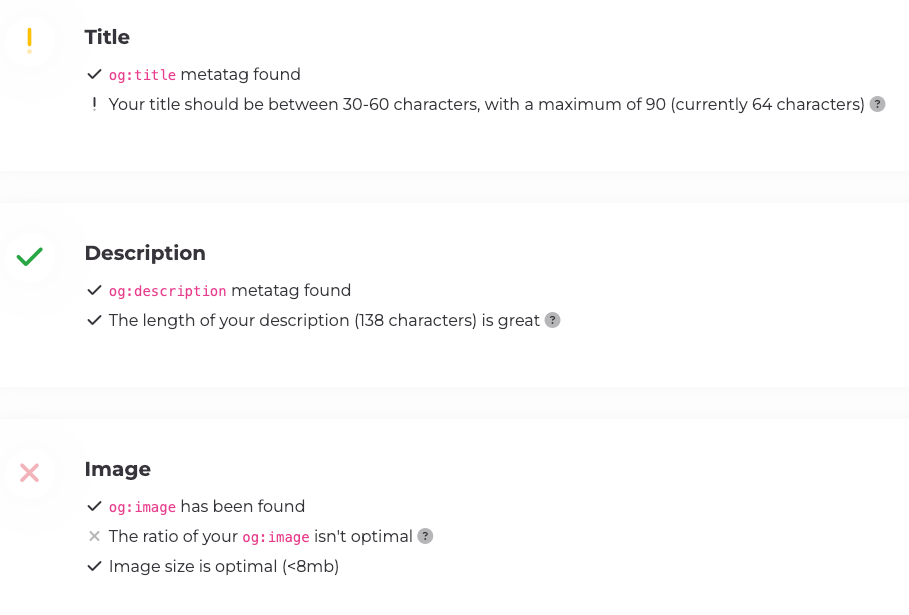 Title
og:title metatag found
! Your title should be between 30-60 characters, with a maximum of 90 (currently 64 characters) ?
Description
og:description metatag found
The length of your description (138 characters) is great ?
Image
og:image has been found
The ratio of your og:image isn't optimal ?
Image size is optimal (<8mb)